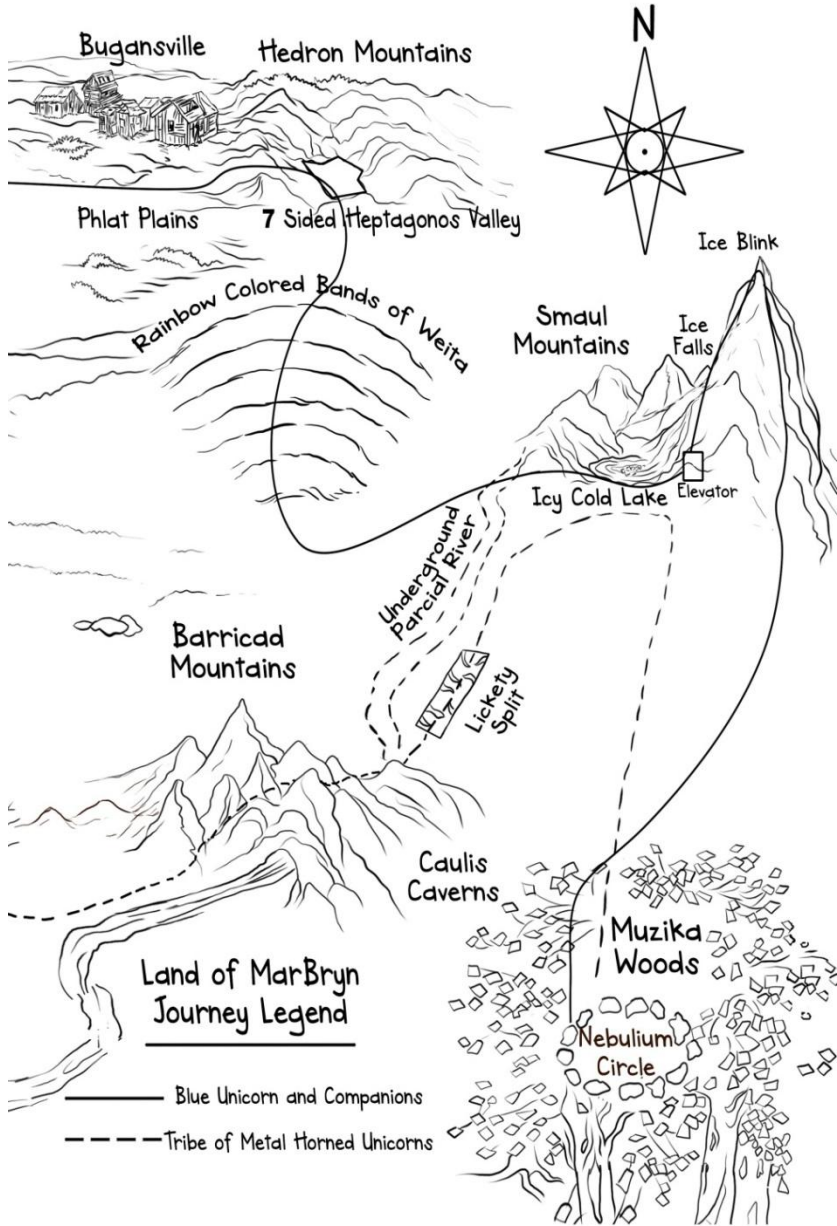 Bugansville
Hedron Mountains
N
Phlat Plains
7 Sided Heptagonos Valley
Ice Blink
Rainbow Colored Bands of Weita
Smaul
Mountains
Ice
Falls
Icy Cold Lake
Elevator
Underground
Parcial River
Barricad
Mountains
Lickety
Split
Caulis
Caverns
Muzika
Woods
Land of MarBryn
Journey Legend
Nebulium
Circle
Blue Unicorn and Companions
Tribe of Metal Horned Unicorns